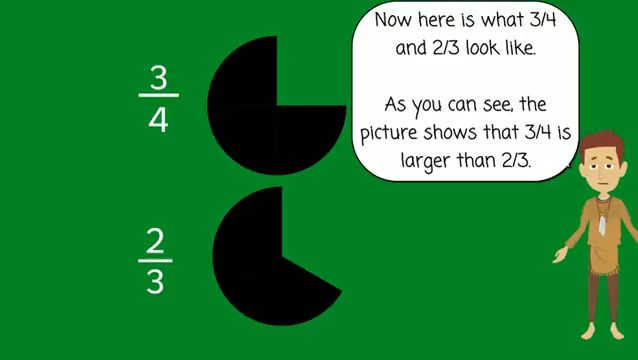 3
4
Now here is what 3/4
and 2/3 look like.
As you can see, the
picture shows that 3/4 is
larger than 2/3.
2
3